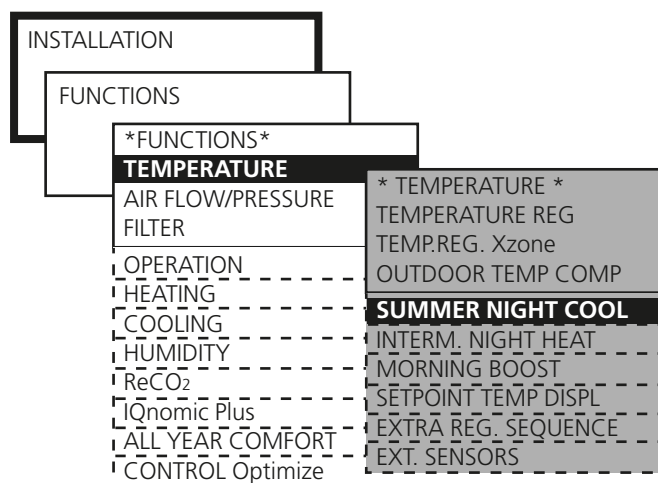 INSTALLATION
FUNCTIONS
*FUNCTIONS*
TEMPERATURE
AIR FLOW/PRESSURE
FILTER
OPERATION
HEATING
COOLING
HUMIDITY
ReCO2
IQnomic Plus
ALL YEAR COMFORT
CONTROL Optimize
* TEMPERATURE *
TEMPERATURE REG
TEMP.REG. Xzone
OUTDOOR TEMP COMP
SUMMER NIGHT COOL
INTERM. NIGHT HEAT
MORNING BOOST
SETPOINT TEMP DISPL
EXTRA REG. SEQUENCE
EXT. SENSORS